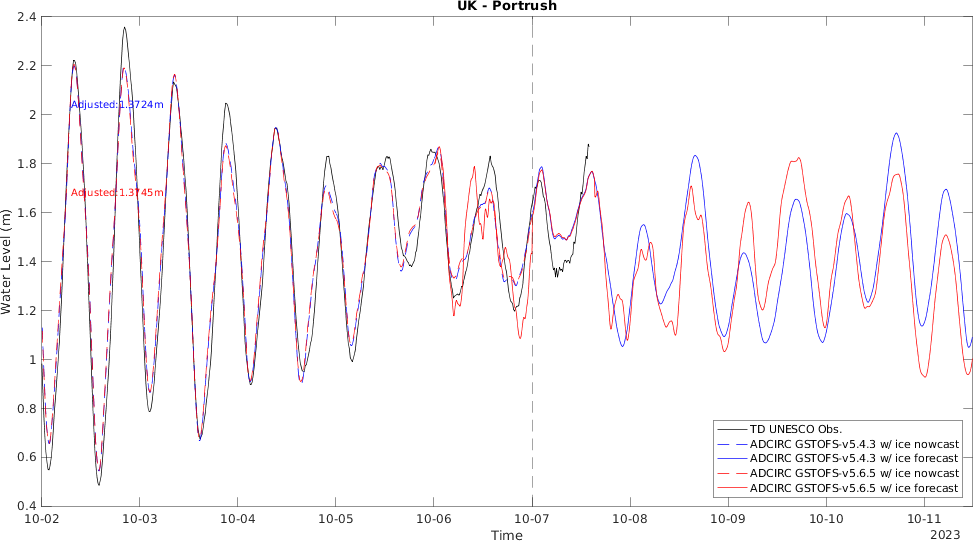 UK - Portrush
2.4
2.2
2
1.8
1.6
1.4
1.2
1
0.8
0.6
0.4
Water Level (m)
Adjusted:1.3724m
Adjusted:1.3745m
TD UNESCO Obs.
ADCIRC GSTOFS-v5.4.3 w/ ice nowcast
ADCIRC GSTOFS-v5.4.3 w/ ice forecast
ADCIRC GSTOFS-v5.6.5 w/ ice nowcast
ADCIRC GSTOFS-v5.6.5 w/ ice forecast
10-02 10-03 10-04 10-05 10-06 10-07 10-08 10-09 10-10 10-11
Time
2023